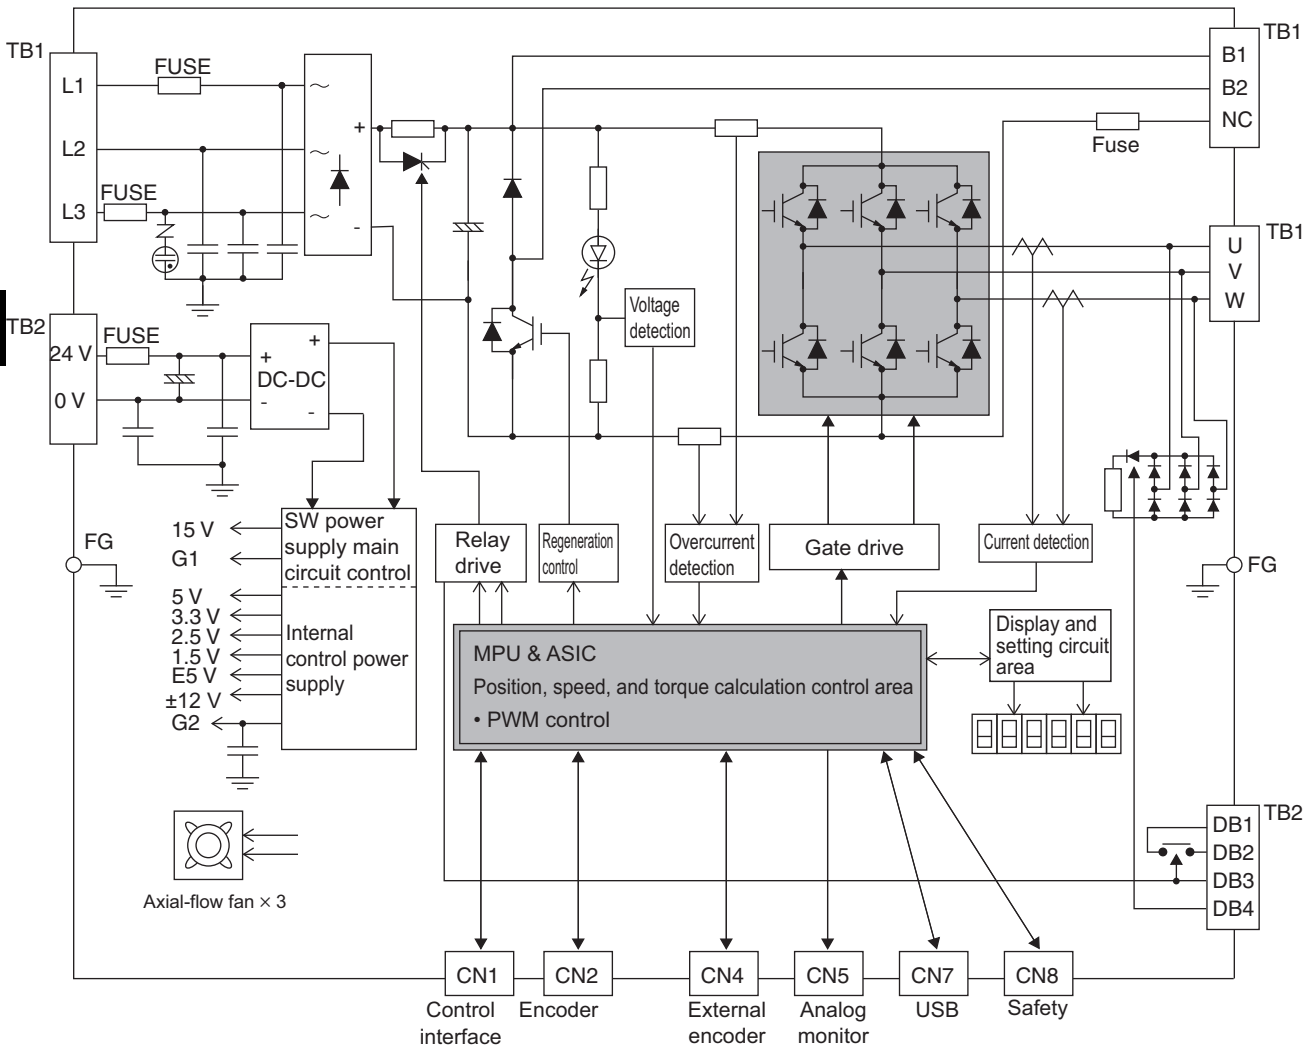 TB1
L1
L2
L3
FUSE
FUSE
+
-
TB1
B1
B2
NC
Fuse
TB1
U
V
W
TB2
24 V
0 V
FUSE
+
+
DC-DC
-
-
Voltage
detection
FG
FG
15 V
G1
5 V
3.3 V
2.5 V
1.5 V
E5 V
±12 V
G2
SW power
supply main
circuit control
Internal
control power
supply
Relay
drive
Regeneration
control
Overcurrent
detection
Gate drive
Current detection
MPU & ASIC
Position, speed, and torque calculation control area
• PWM control
Display and
setting circuit
area
Axial-flow fan × 3
TB2
DB1
DB2
DB3
DB4
CN1
CN2
CN4
CN5
CN7
CN8
Control
interface
Encoder
External
encoder
Analog
monitor
USB
Safety